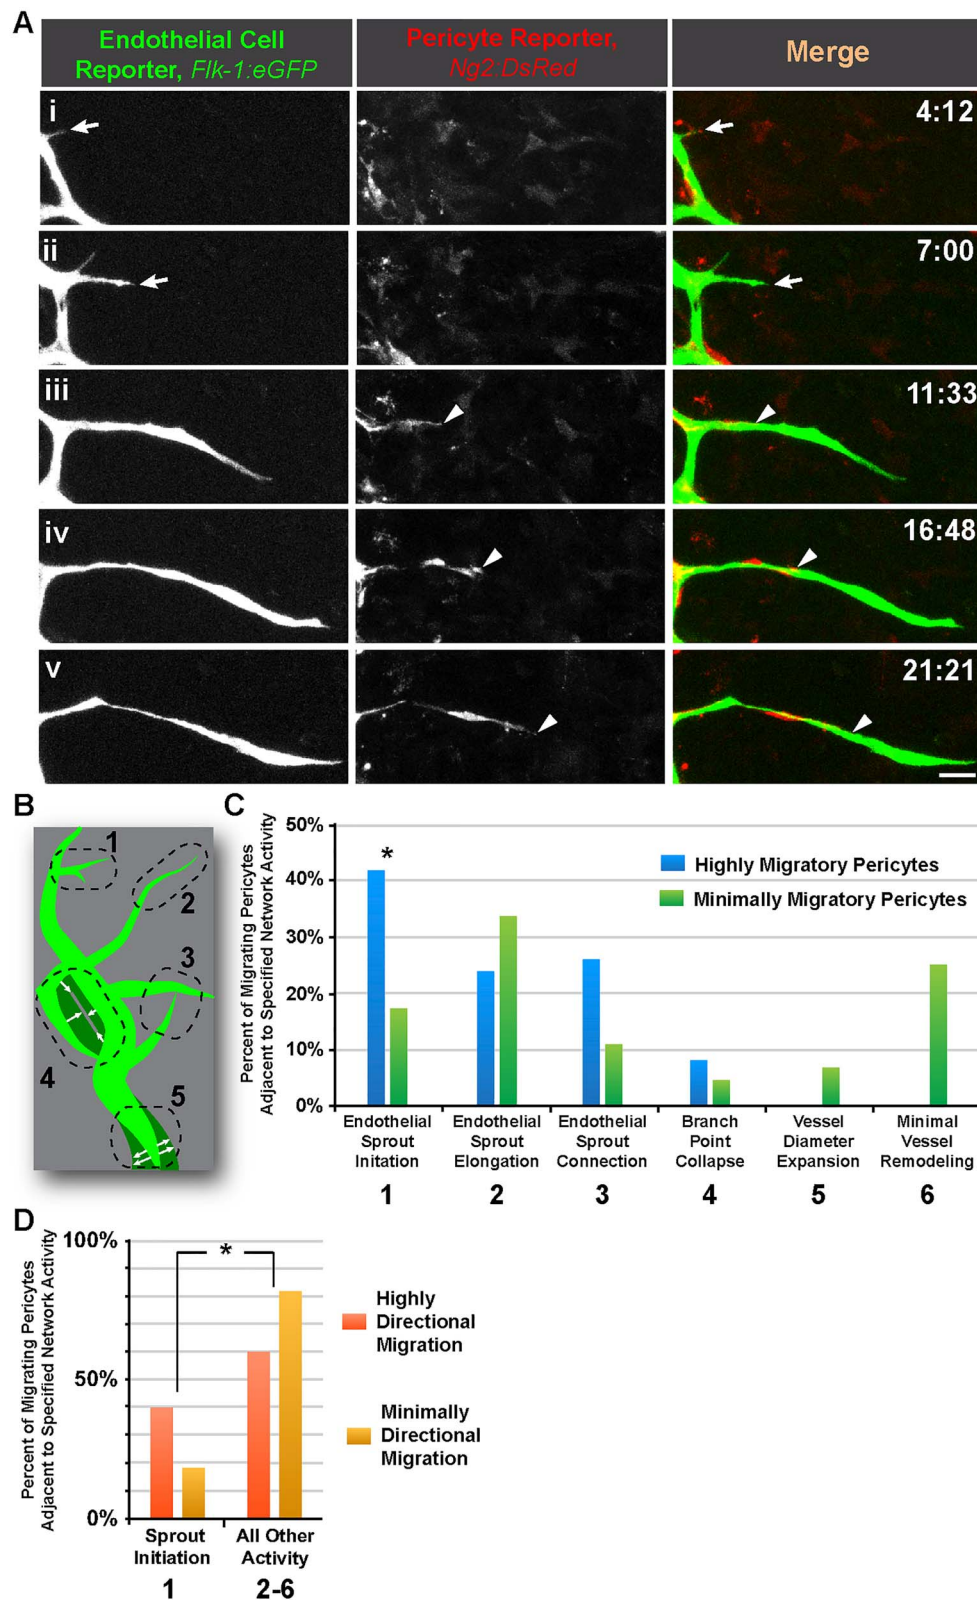 A
Endothelial Cell
Reporter, Flk-1:eGFP
Pericyte Reporter,
Ng2:DsRed
Merge
i
4:12
ii
7:00
iii
11:33
iv
16:48
v
21:21
B
1
2
3
4
5
C
Percent of Migrating Pericytes
Adjacent to Specified Network Activity
50%
40%
30%
20%
10%
0%
*
Highly Migratory Pericytes
Minimally Migratory Pericytes
Endothelial
Sprout
Initation
1
Endothelial
Sprout
Elongation
2
Endothelial
Sprout
Connection
3
Branch
Point
Collapse
4
Vessel
Diameter
Expansion
5
Minimal
Vessel
Remodeling
6
D
Percent of Migrating Pericytes
Adjacent to Specified Network Activity
100%
50%
0%
*
Highly
Directional
Migration
Minimally
Directional
Migration
Sprout
Initiation
1
All Other
Activity
2-6